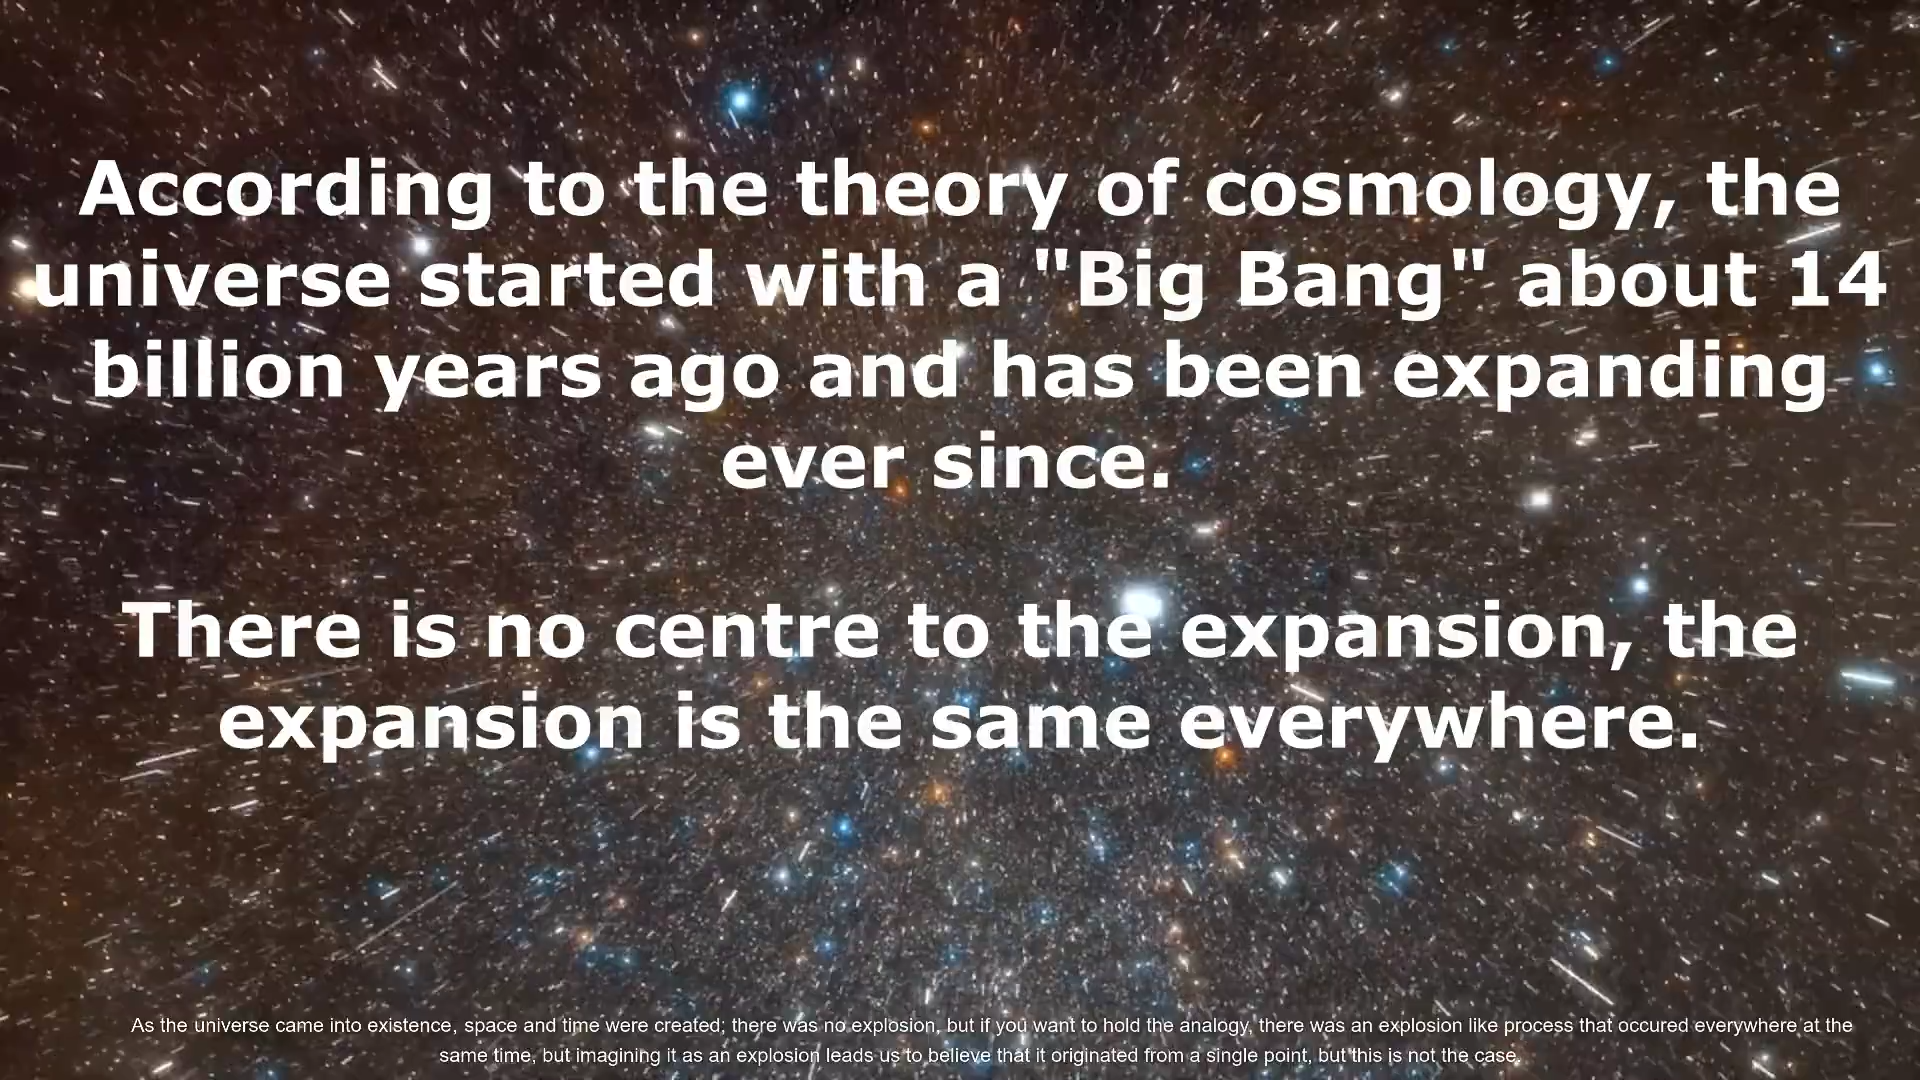 According to the theory of cosmology, the
universe started with a "Big Bang" about 14
billion years ago and has been expanding
ever since.
There is no centre to the expansion, the
expansion is the same everywhere.
As the universe came into existence, space and time were created; there was no explosion, but if you want to hold the analogy, there was an explosion like process that occured everywhere at the
same time, but imagining it as an explosion leads us to believe that it originated from a single point, but this is not the case.